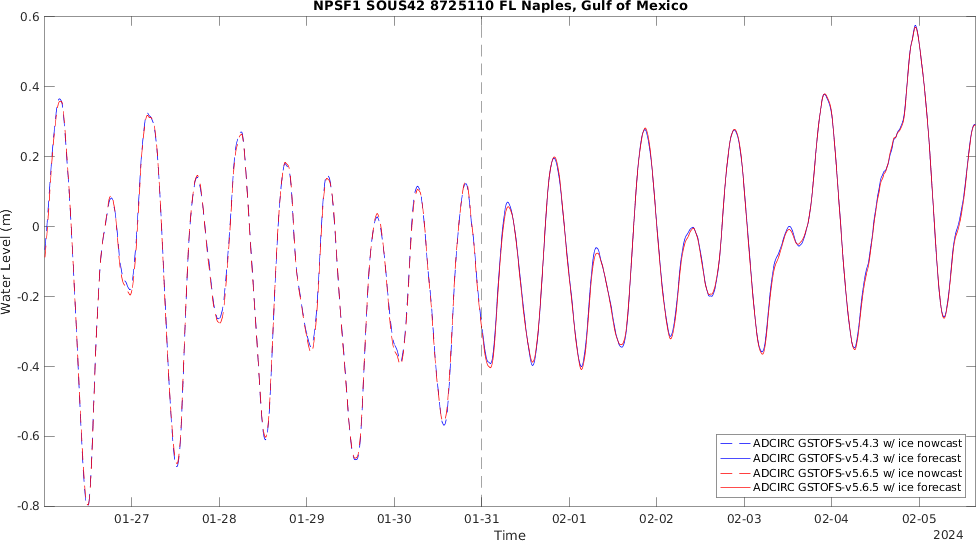 NPSF1 SOUS42 8725110 FL Naples, Gulf of Mexico
0.6
0.4
0.2
0
-0.2
-0.4
-0.6
-0.8
Water Level (m)
01-27 01-28 01-29 01-30 01-31 02-01 02-02 02-03 02-04 02-05
Time
2024
ADCIRC GSTOFS-v5.4.3 w/ ice nowcast
ADCIRC GSTOFS-v5.4.3 w/ ice forecast
ADCIRC GSTOFS-v5.6.5 w/ ice nowcast
ADCIRC GSTOFS-v5.6.5 w/ ice forecast